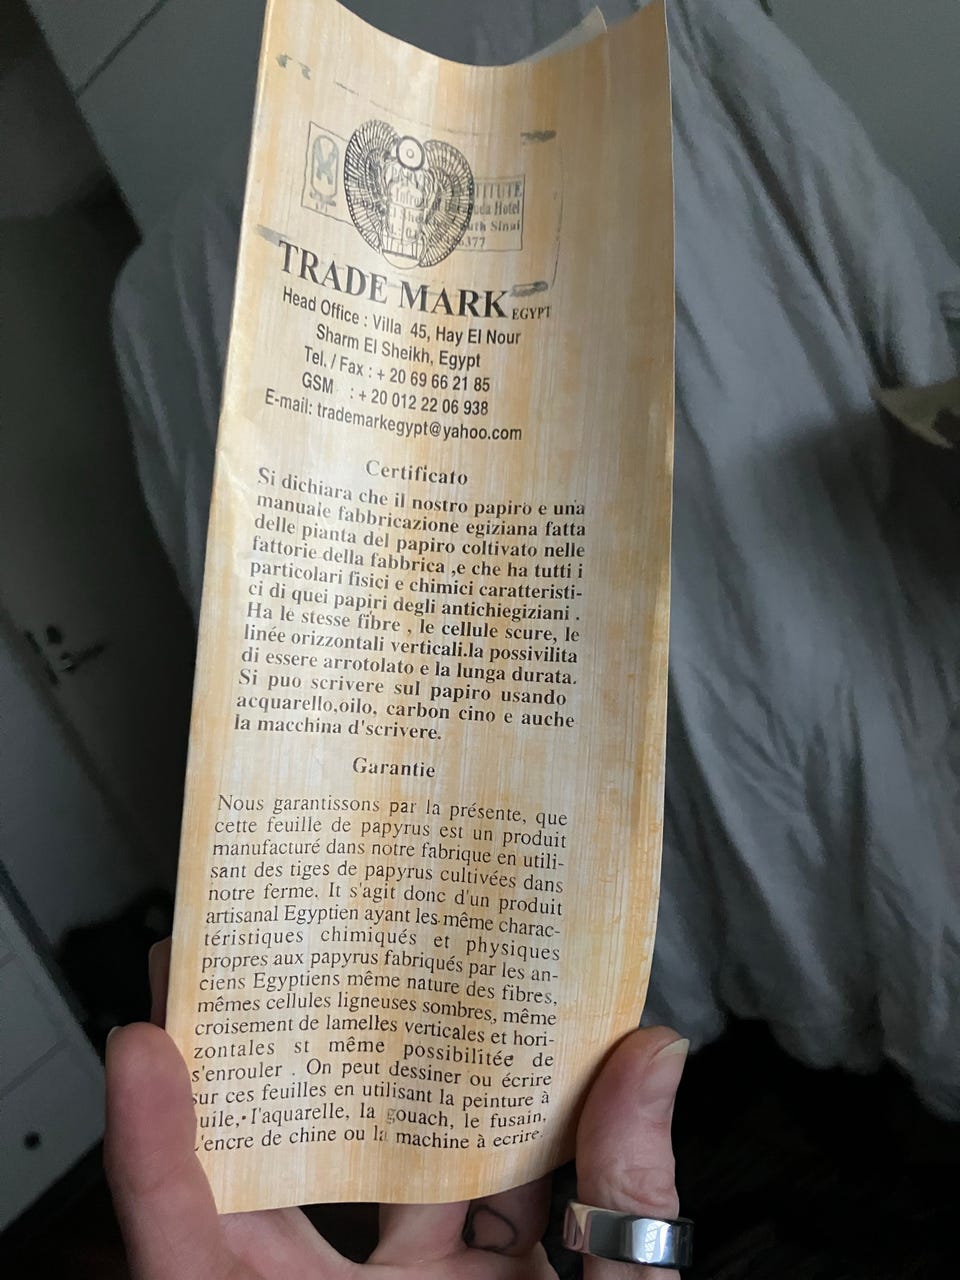 TITUTE
Hotel
uth Sinai
6377
TRADE MARK EGYPT
Head Office : Villa 45, Hay El Nour
Sharm El Sheikh, Egypt
Tel. / Fax : + 20 69 66 21 85
GSM : + 20 012 22 06 938
E-mail: trademarkegypt@yahoo.com
Certificato
Si dichiara che il nostro papiro e una
manuale fabbricazione egiziana fatta
delle pianta del papiro coltivato nelle
fattorie della fabbrica ,e che ha tutti i
particolari fisici e chimici caratteristi-
ci di quei papiri degli antichiegiziani .
Ha le stesse fibre , le cellule scure, le
linée orizzontali verticali.la possivilita
di essere arrotolato e la lunga durata.
Si puo scrivere sul papiro usando
acquarello,oilo, carbon cino e auche
la macchina d'scrivere.
Garantie
Nous garantissons par la présente, que
cette feuille de papyrus est un produit
manufacturé dans notre fabrique en utili-
sant des tiges de papyrus cultivées dans
notre ferme. It s'agit donc d'un produit
artisanal Egyptien ayant les même charac-
téristiques chimiqués et physiques
propres aux papyrus fabriqués par les an-
ciens Egyptiens même nature des fibres,
mêmes cellules ligneuses sombres, même
croisement de lamelles verticales et hori-
zontales st même possibilitée de
s'enrouler . On peut dessiner ou écrire
sur ces feuilles en utilisant la peinture à
uile, I'aquarelle, la gouach, le fusain,
l'encre de chine ou la machine à ecrire.